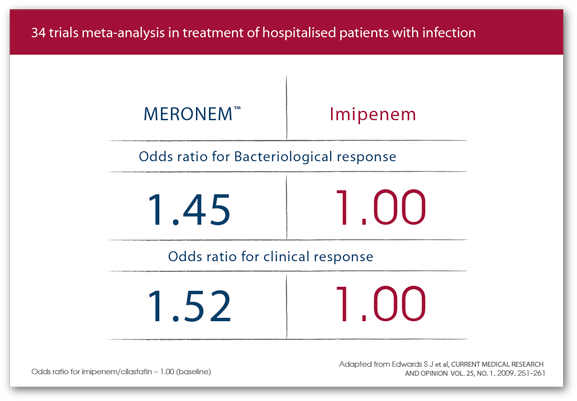 34 trials meta-analysis in treatment of hospitalised patients with infection
MERONEM™ Imipenem
Odds ratio for Bacteriological response
1.45 1.00
Odds ratio for clinical response
1.52 1.00
Odds ratio for imipenem/cilastatin – 1.00 (baseline)
Adapted from Edwards S J et al, CURRENT MEDICAL RESEARCH
AND OPINION VOL. 25, NO. 1. 2009, 251–261